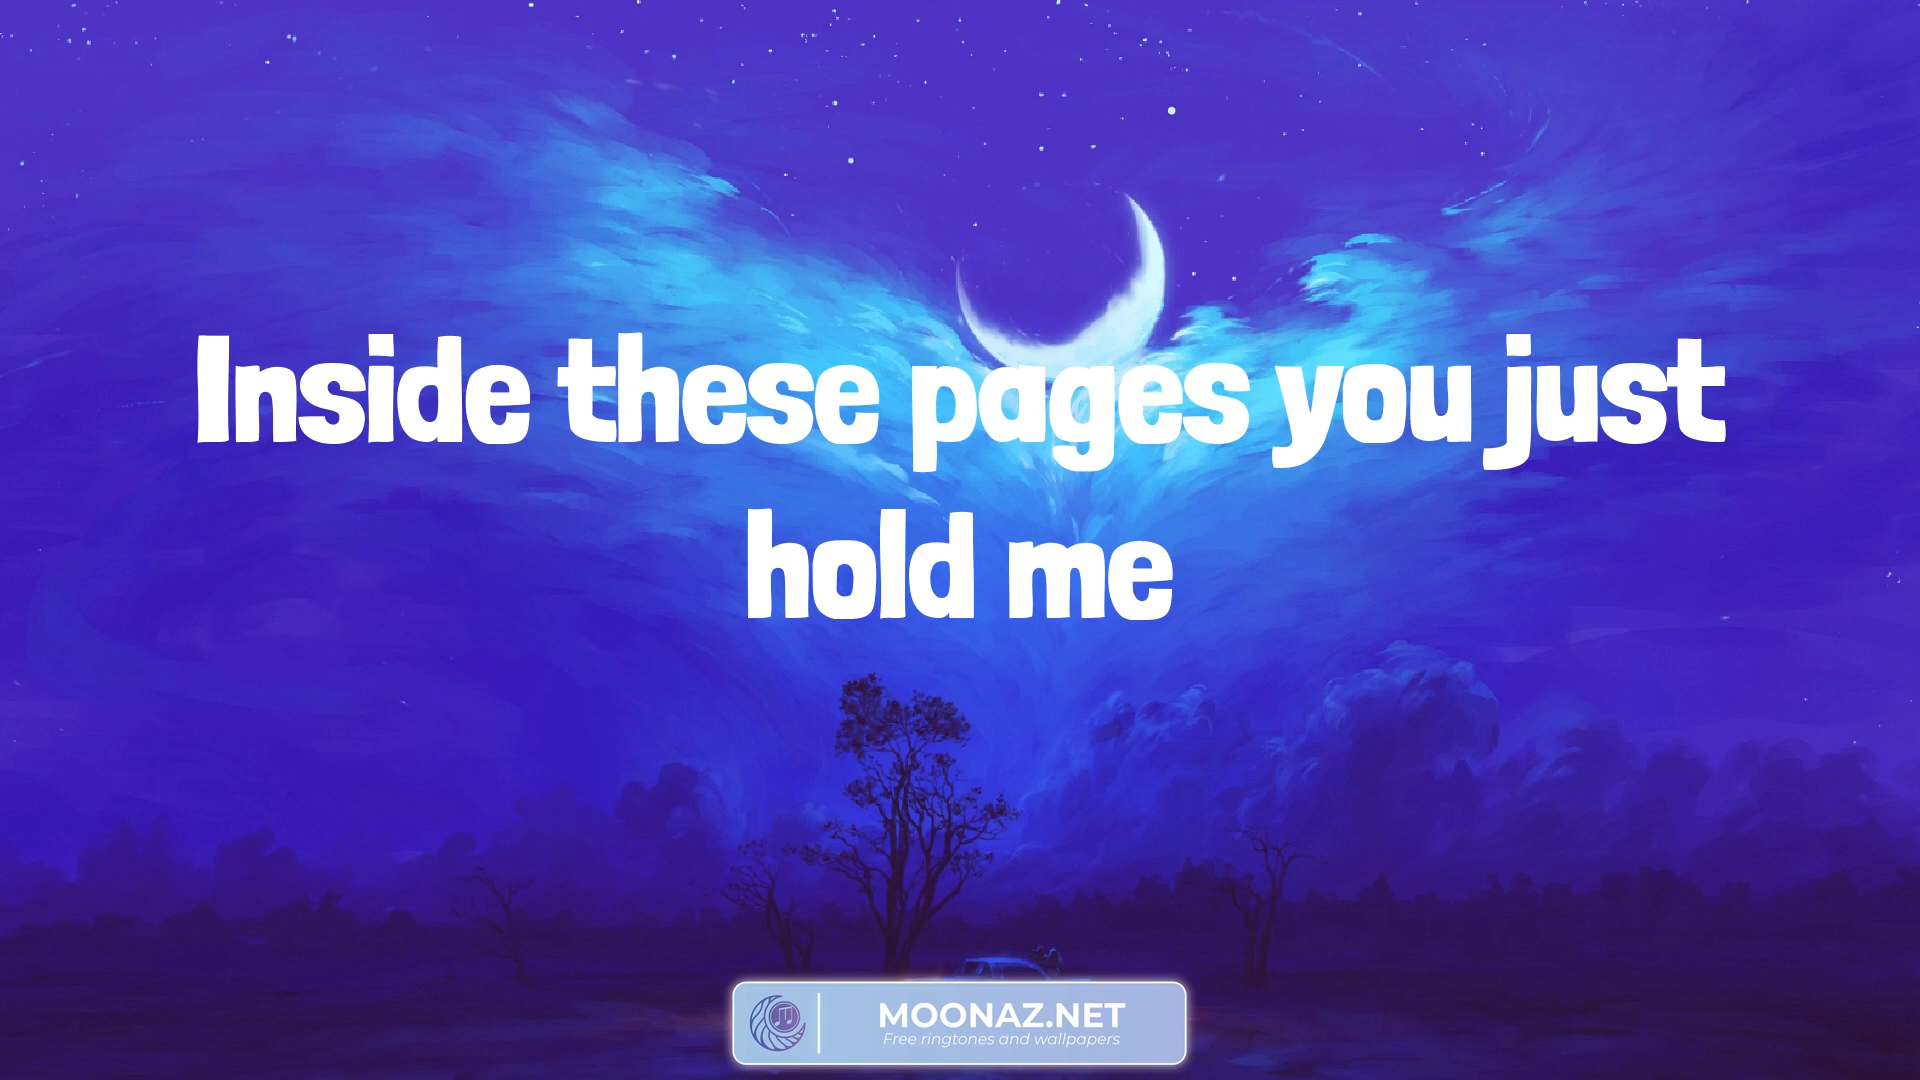 Inside these pages you just
hold me
MOONAZ.NET
Free ringtones and wallpapers